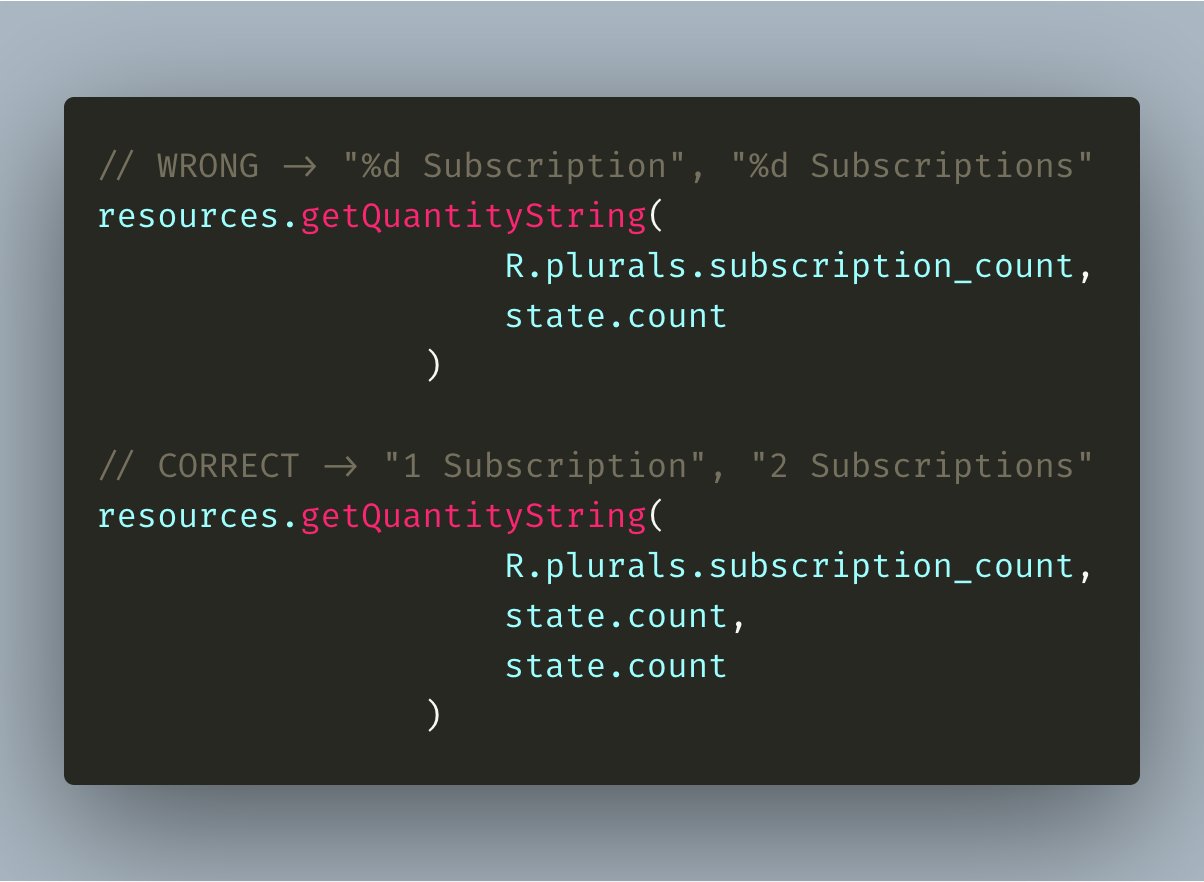 // WRONG -> "%d Subscription", "%d Subscriptions"
resources.getQuantityString(
R.plurals.subscription_count,
state.count
)
// CORRECT -> "1 Subscription", "2 Subscriptions"
resources.getQuantityString(
R.plurals.subscription_count,
state.count,
state.count
)